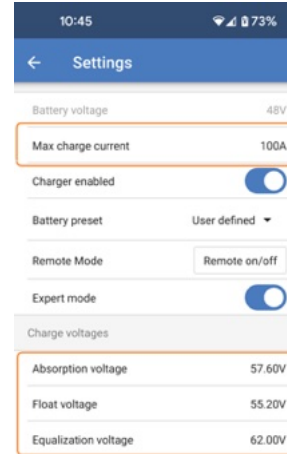 10:45 73%
← Settings
Battery voltage 48V
Max charge current 100A
Charger enabled
Battery preset User defined
Remote Mode Remote on/off
Expert mode
Charge voltages
Absorption voltage 57.60V
Float voltage 55.20V
Equalization voltage 62.00V